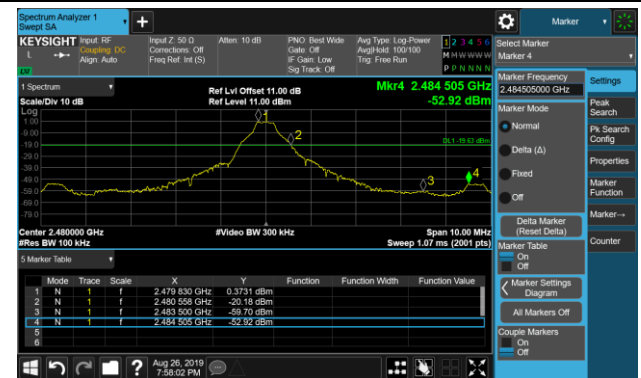 Spectrum Analyzer 1
Swept SA
Marker
KEYSIGHT Input: RF Input Z: 50 Ω Atten: 10 dB PNO: Best Wide Avg Type: Log-Power 1 2 3 4 5 6
L Coupling: DC Corrections: Off Gate: Off Avg|Hold: 100/100 M W W W W W
Align: Auto Freq Ref: Int (S) IF Gain: Low Trig: Free Run
Sig Track: Off P P N N N N
Select Marker
Marker 4
1 Spectrum
Ref Lvl Offset 11.00 dB
Mkr4 2.484 505 GHz
Scale/Div 10 dB
Ref Level 11.00 dBm
-52.92 dBm
Log
1.00
-9.00
-19.0
-29.0
-39.0
-49.0
-59.0
-69.0
-79.0
1
2
3
4
DL1 -19.63 dBm
Center 2.480000 GHz
#Video BW 300 kHz
Span 10.00 MHz
#Res BW 100 kHz
Sweep 1.07 ms (2001 pts)
5 Marker Table
Mode Trace Scale X Y Function Function Width Function Value
1 N 1 f 2.479 830 GHz 0.3731 dBm
2 N 1 f 2.480 558 GHz -20.18 dBm
3 N 1 f 2.483 500 GHz -59.70 dBm
4 N 1 f 2.484 505 GHz -52.92 dBm
5
6
Marker Frequency
2.484505000 GHz
Marker Mode
Normal
Delta (Δ)
Fixed
Off
Delta Marker
(Reset Delta)
Marker Table
On
Off
Marker Settings
Diagram
All Markers Off
Couple Markers
On
Off
Settings
Peak
Search
Pk Search
Config
Properties
Marker
Function
Marker→
Counter
?
Aug 26, 2019
7:58:02 PM